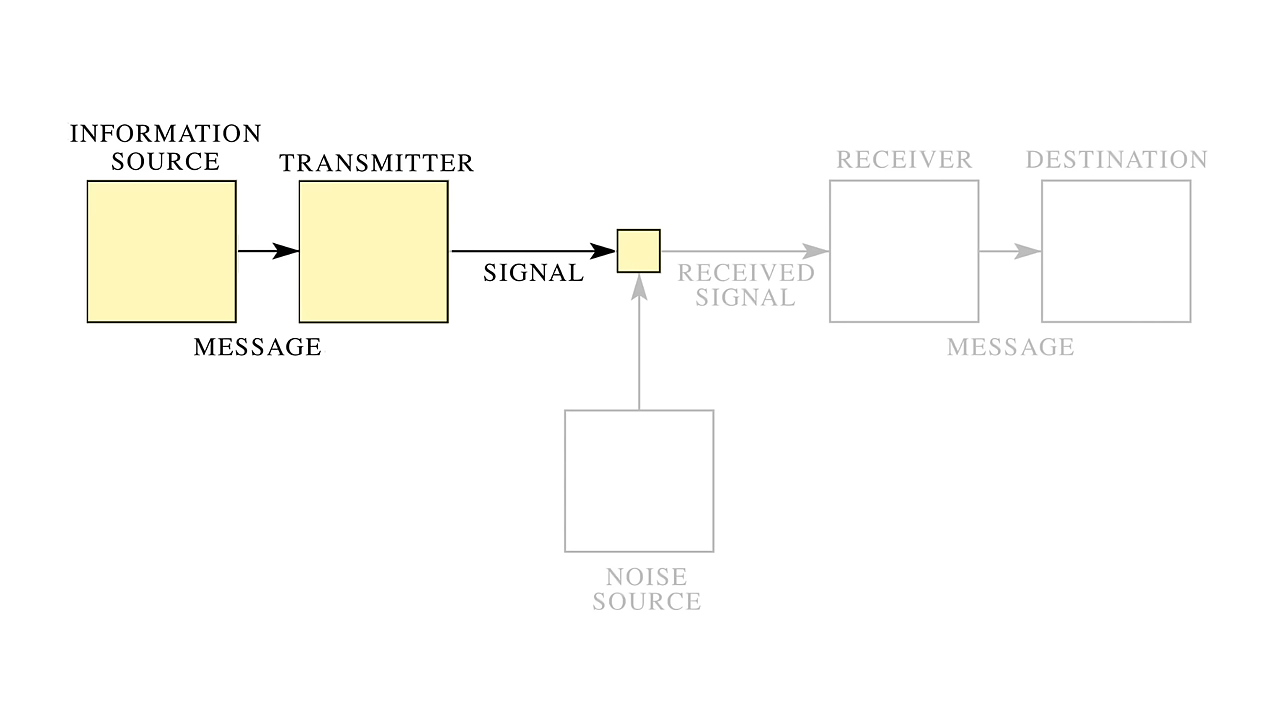 INFORMATION
SOURCE
TRANSMITTER
RECEIVER
DESTINATION
SIGNAL
RECEIVED
SIGNAL
MESSAGE
MESSAGE
NOISE
SOURCE